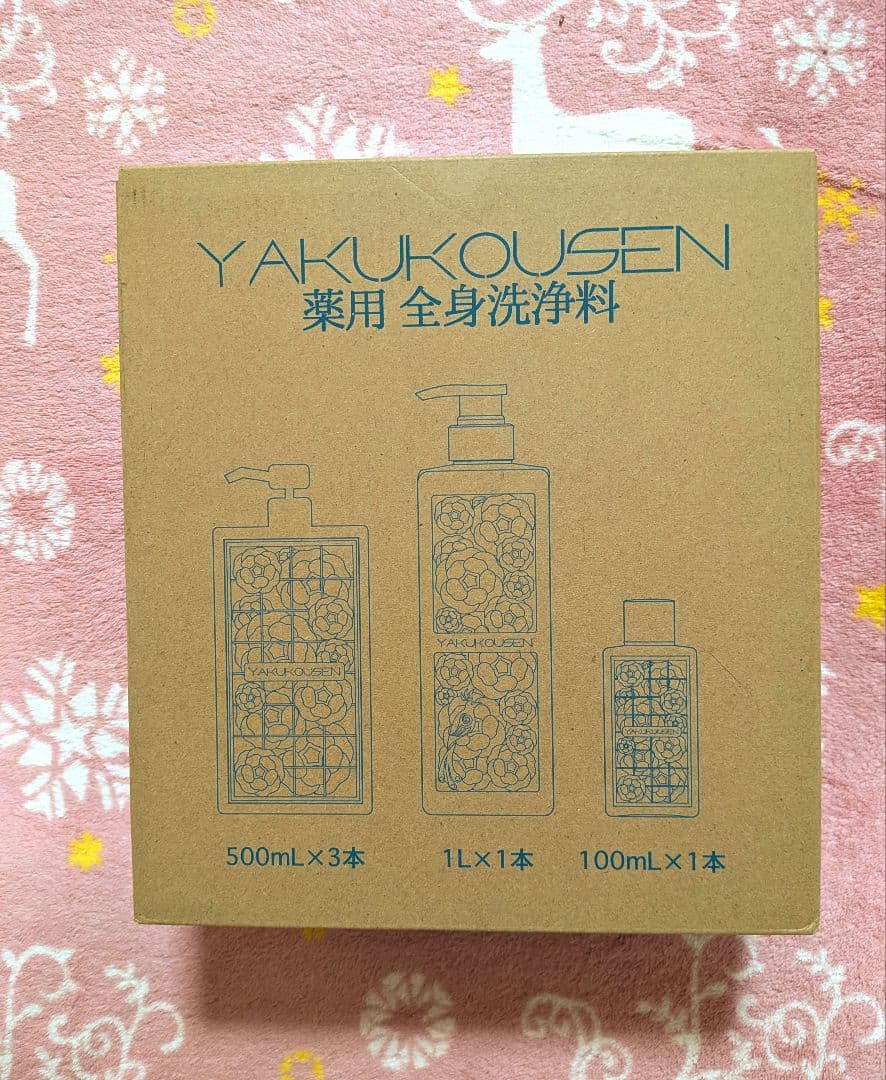 YAKUKOUSEN
薬用 全身洗浄料
YAKUKOUSEN
YAKUKOUSEN
YAKUKOUSEN
500mL×3本
1L×1本
100mL×1本